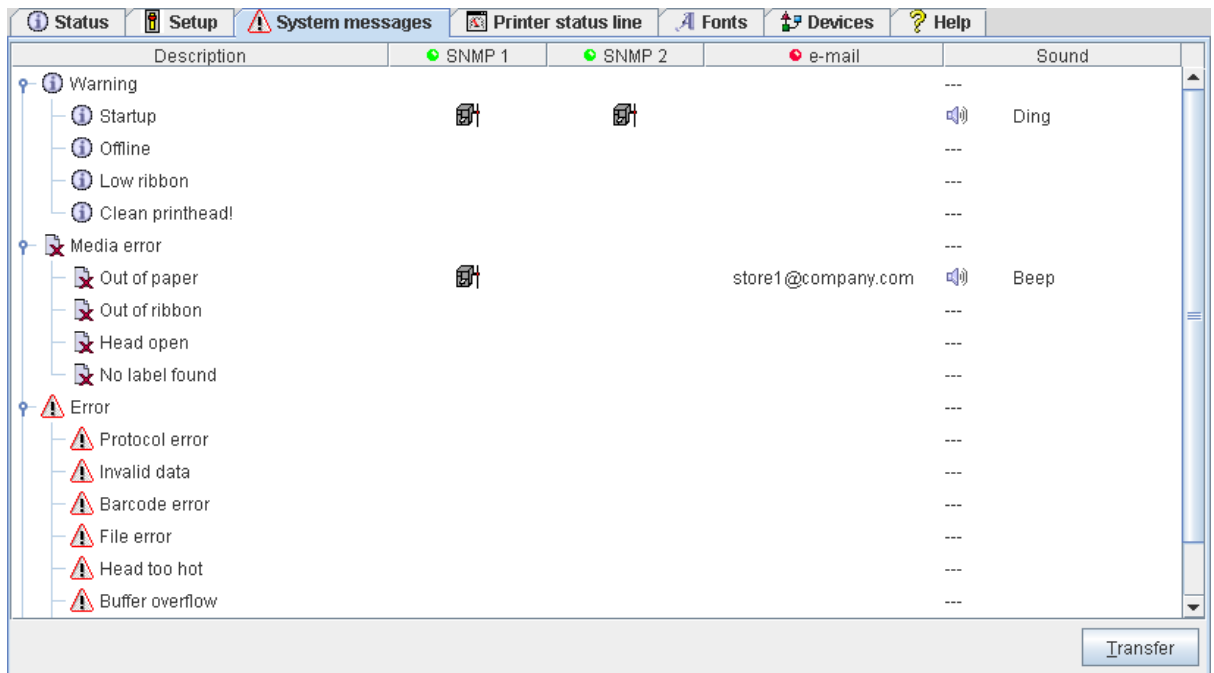 Status Setup System messages Printer status line Fonts Devices Help
Description SNMP 1 SNMP 2 e-mail Sound
Warning ---
Startup Ding
Offline ---
Low ribbon ---
Clean printhead! ---
Media error ---
Out of paper store1@company.com Beep
Out of ribbon ---
Head open ---
No label found ---
Error ---
Protocol error ---
Invalid data ---
Barcode error ---
File error ---
Head too hot ---
Buffer overflow ---
Transfer